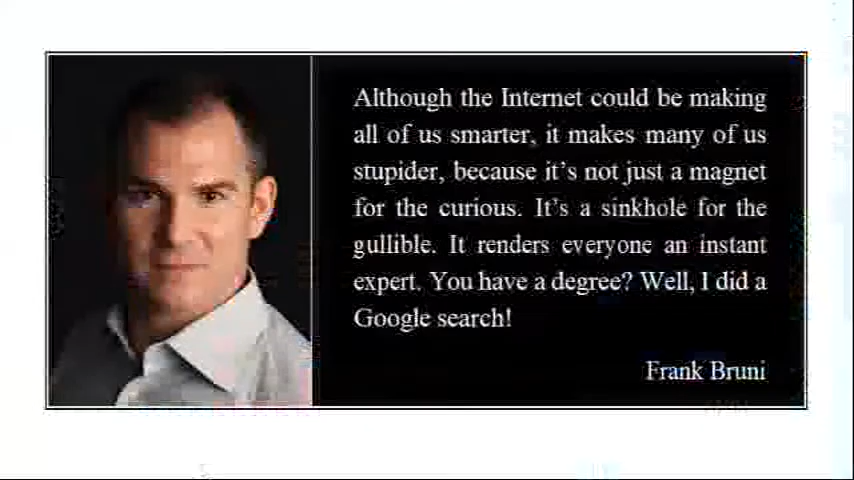 Although the Internet could be making
all of us smarter, it makes many of us
stupider, because it’s not just a magnet
for the curious. It’s a sinkhole for the
gullible. It renders everyone an instant
expert. You have a degree? Well, I did a
Google search!
Frank Bruni